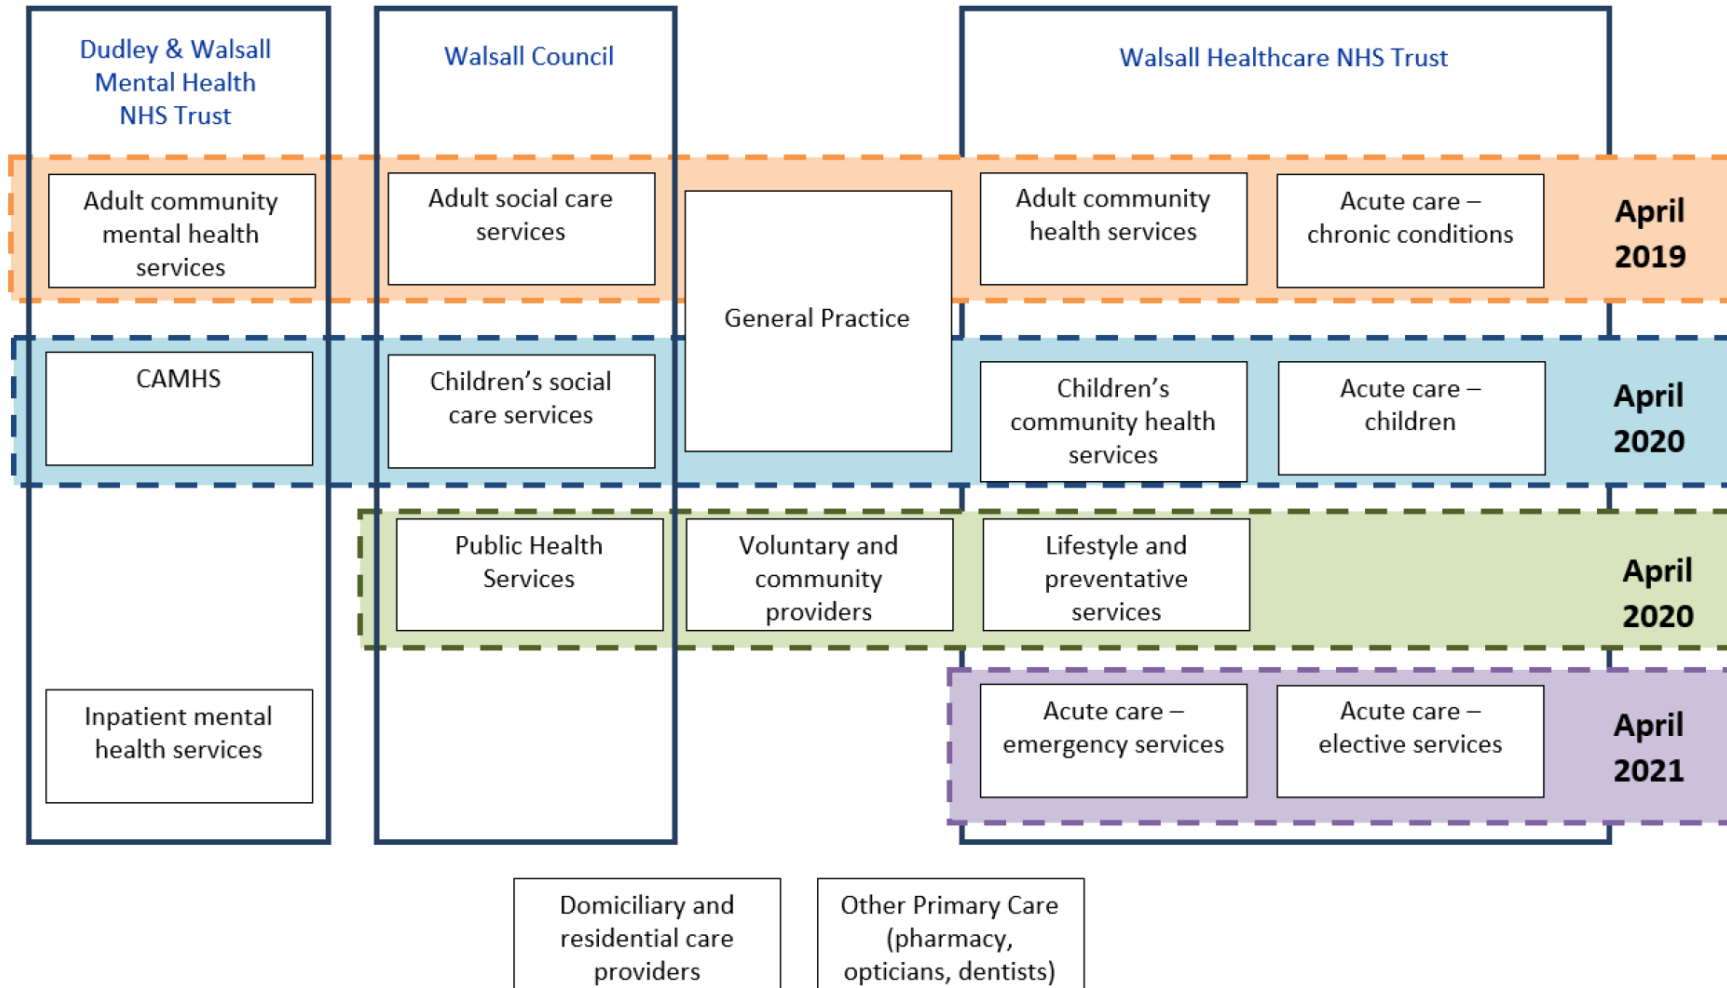 Dudley & Walsall
Mental Health
NHS Trust
Walsall Council
Walsall Healthcare NHS Trust
Adult community
mental health
services
Adult social care
services
General Practice
Adult community
health services
Acute care –
chronic conditions
April
2019
CAMHS
Children’s social
care services
Children’s
community health
services
Acute care –
children
April
2020
Public Health
Services
Voluntary and
community
providers
Lifestyle and
preventative
services
April
2020
Inpatient mental
health services
Acute care –
emergency services
Acute care –
elective services
April
2021
Domiciliary and
residential care
providers
Other Primary Care
(pharmacy,
opticians, dentists)